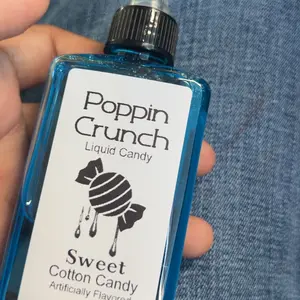 Poppin
Crunch
Liquid Candy
Sweet
Cotton Candy
Artificially Flavored